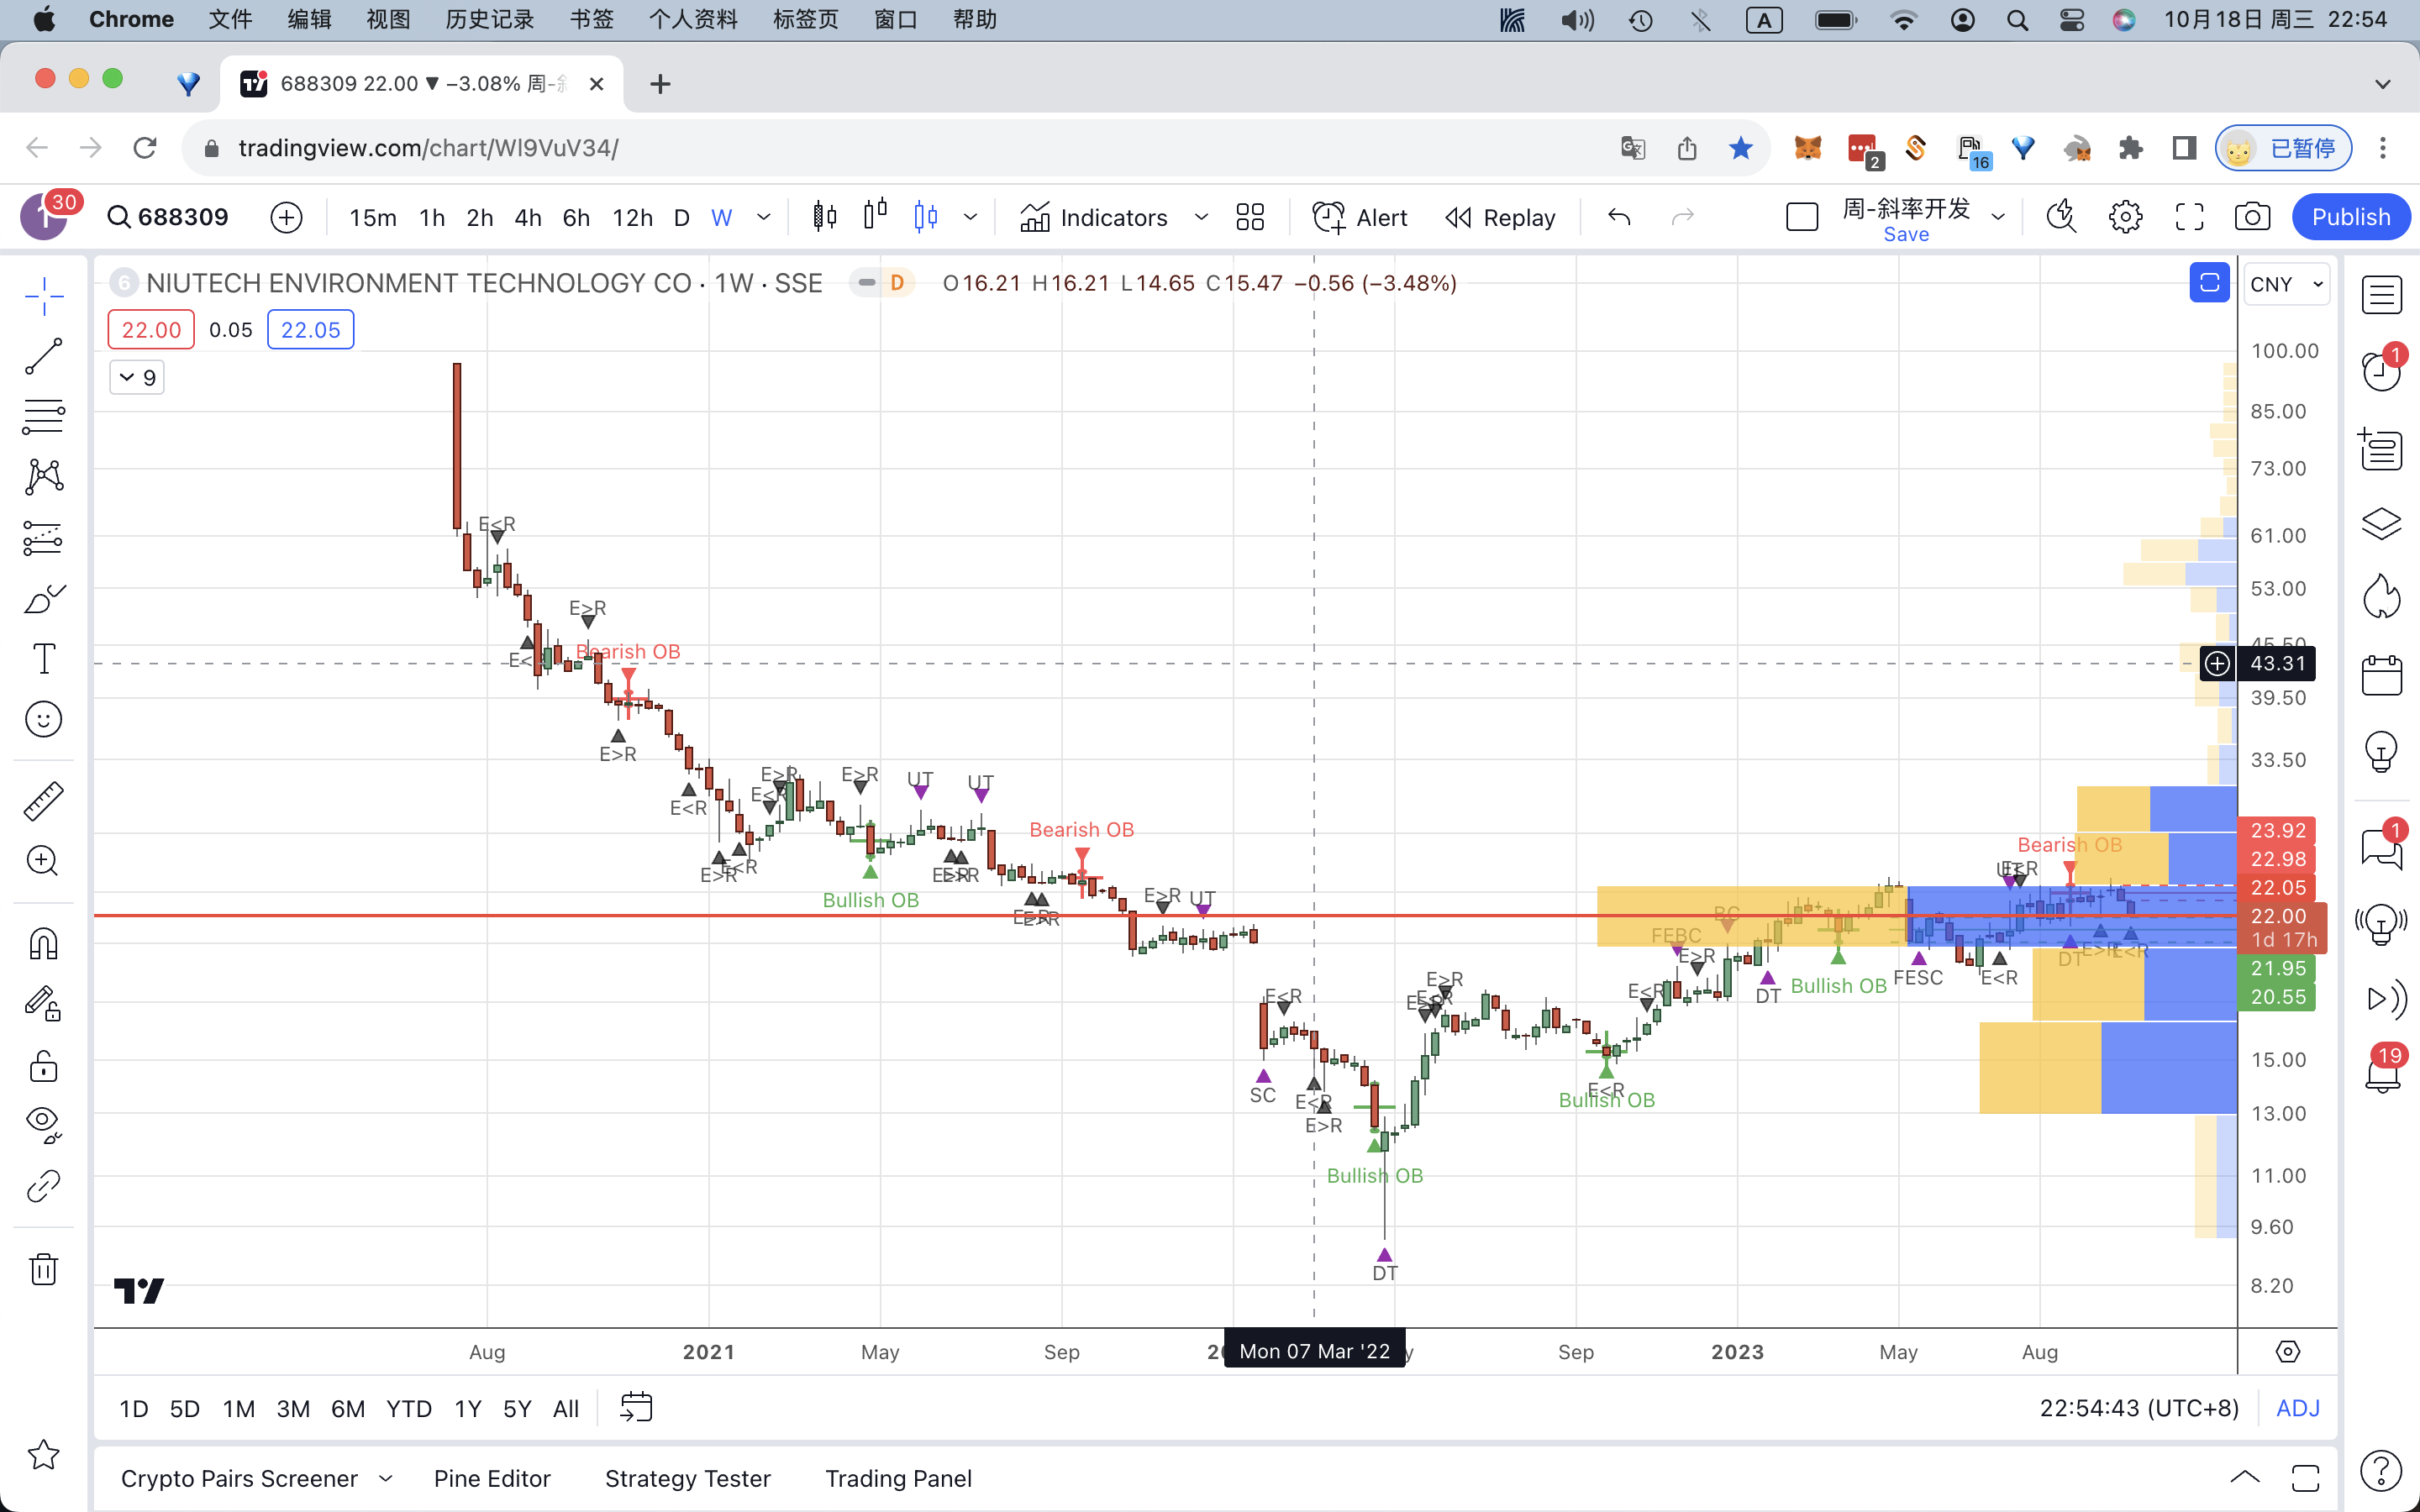 Chrome 文件 编辑 视图 历史记录 书签 个人资料 标签页 窗口 帮助 A 10月18日 周三 22:54
688309 22.00 ▼ −3.08% 周-
tradingview.com/chart/Wl9VuV34/ 2 16 已暂停
1 30 688309 15m 1h 2h 4h 6h 12h D W Indicators Alert Replay 周-斜率开发 Save Publish
6 NIUTECH ENVIRONMENT TECHNOLOGY CO · 1W · SSE D O16.21 H16.21 L14.65 C15.47 −0.56 (−3.48%) CNY
22.00 0.05 22.05
9
100.00
85.00
73.00
61.00
53.00
45.50
43.31
39.50
33.50
23.92
22.98
22.05
22.00
1d 17h
21.95
20.55
15.00
13.00
11.00
9.60
8.20
E<R
E>R
E<
Bearish OB
E>R
E<R
E>R
E<R
E>R
E<R
E>R
Bullish OB
UT
UT
Bearish OB
E>R
UT
SC
E<R
E<R
E>R
Bullish OB
DT
E>R
E<R
Bullish OB
E<R
FEBC
E>R
BC
DT
Bullish OB
FESC
E<R
UT
E<R
Bearish OB
DT
E>R
E<R
1
1
19
Aug 2021 May Sep Mon 07 Mar '22 Sep 2023 May Aug
1D 5D 1M 3M 6M YTD 1Y 5Y All 22:54:43 (UTC+8) ADJ
Crypto Pairs Screener Pine Editor Strategy Tester Trading Panel